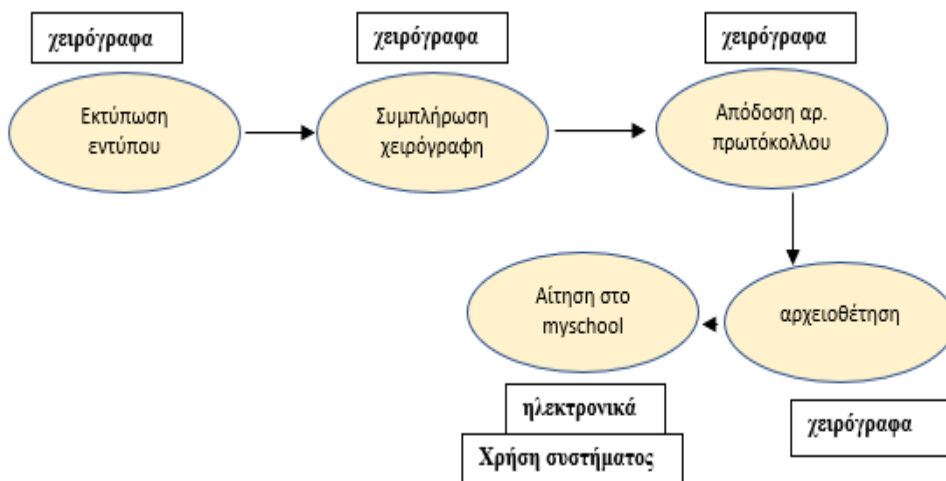 χειρόγραφα
Εκτύπωση
εντύπου
χειρόγραφα
Συμπλήρωση
χειρόγραφη
χειρόγραφα
Απόδοση αρ.
πρωτόκολλου
αρχειοθέτηση
χειρόγραφα
Αίτηση στο
myschool
ηλεκτρονικά
Χρήση συστήματος